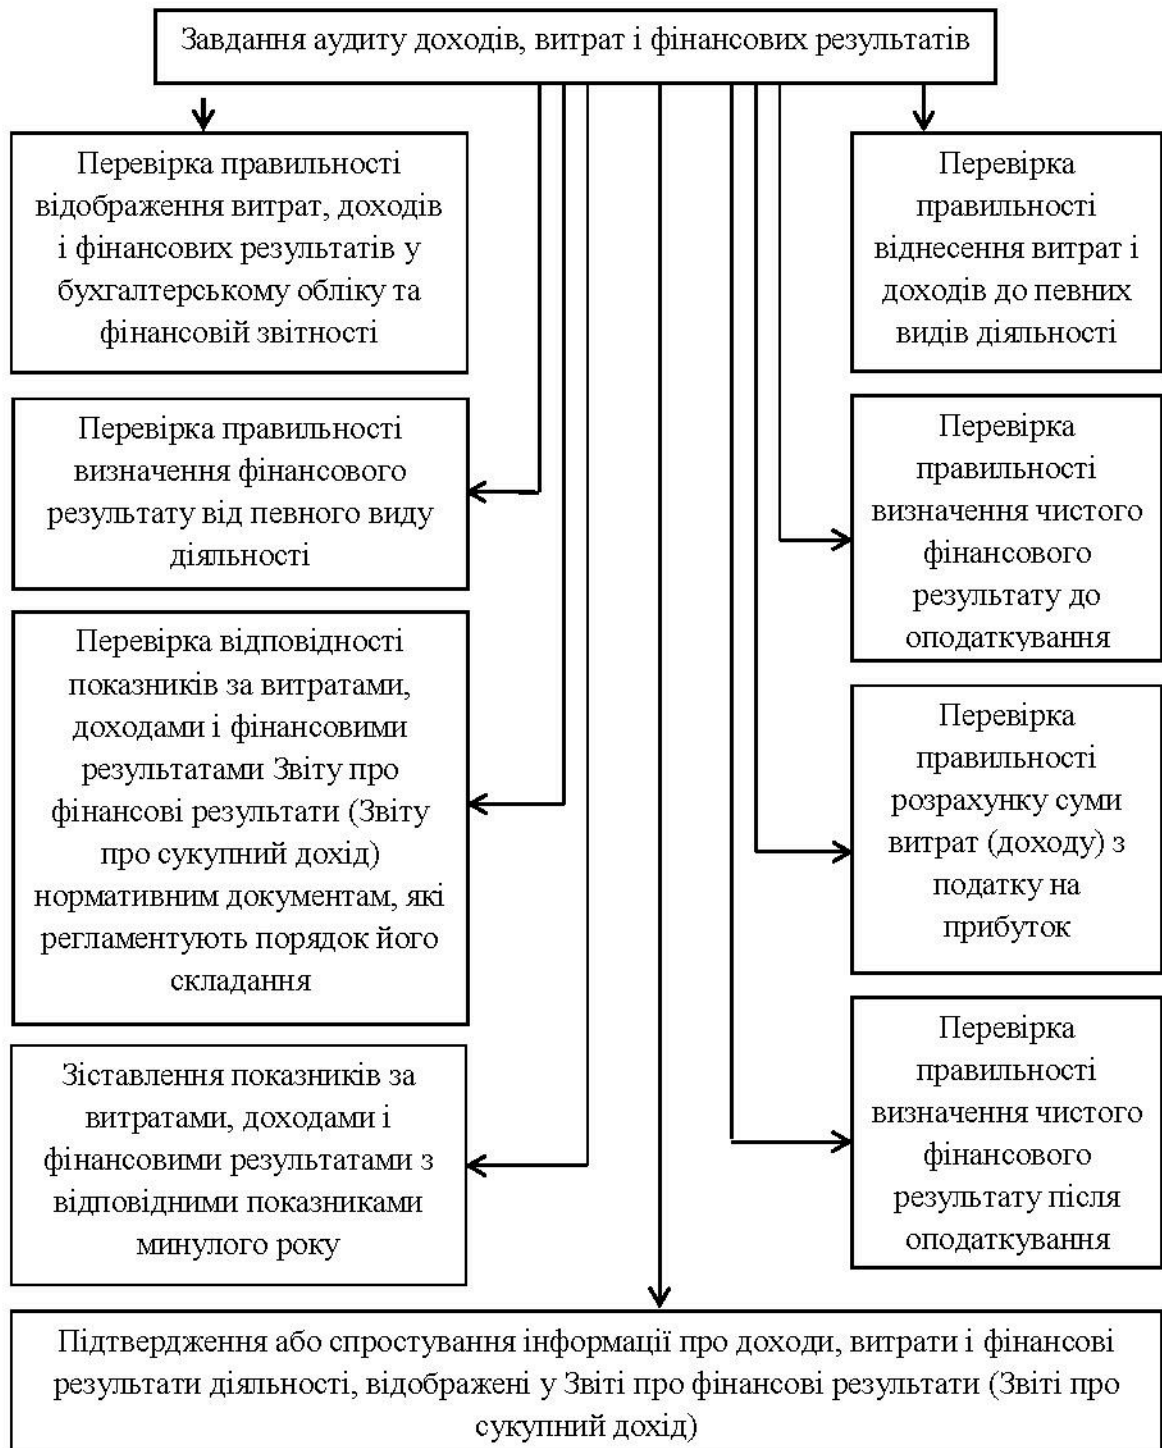 Завдання аудиту доходів, витрат і фінансових результатів
Перевірка правильності
відображення витрат, доходів
і фінансових результатів у
бухгалтерському обліку та
фінансовій звітності
Перевірка
правильності
віднесення витрат і
доходів до певних
видів діяльності
Перевірка правильності
визначення фінансового
результату від певного виду
діяльності
Перевірка
правильності
визначення чистого
фінансового
результату до
оподаткування
Перевірка відповідності
показників за витратами,
доходами і фінансовими
результатами Звіту про
фінансові результати (Звіту
про сукупний дохід)
нормативним документам, які
регламентують порядок його
складання
Перевірка
правильності
розрахунку суми
витрат (доходу) з
податку на
прибуток
Зіставлення показників за
витратами, доходами і
фінансовими результатами з
відповідними показниками
минулого року
Перевірка
правильності
визначення чистого
фінансового
результату після
оподаткування
Підтвердження або спростування інформації про доходи, витрати і фінансові
результати діяльності, відображені у Звіті про фінансові результати (Звіті про
сукупний дохід)